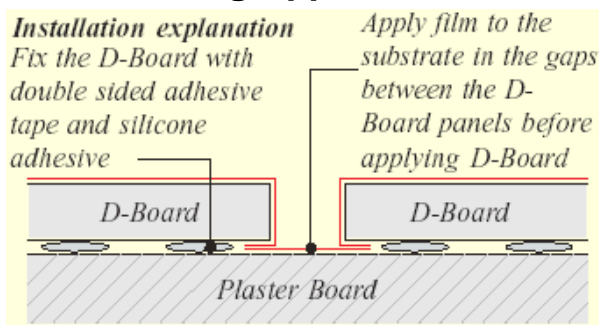 Installation explanation
Fix the D-Board with
double sided adhesive
tape and silicone
adhesive
Apply film to the
substrate in the gaps
between the D-
Board panels before
applying D-Board
D-Board
D-Board
Plaster Board